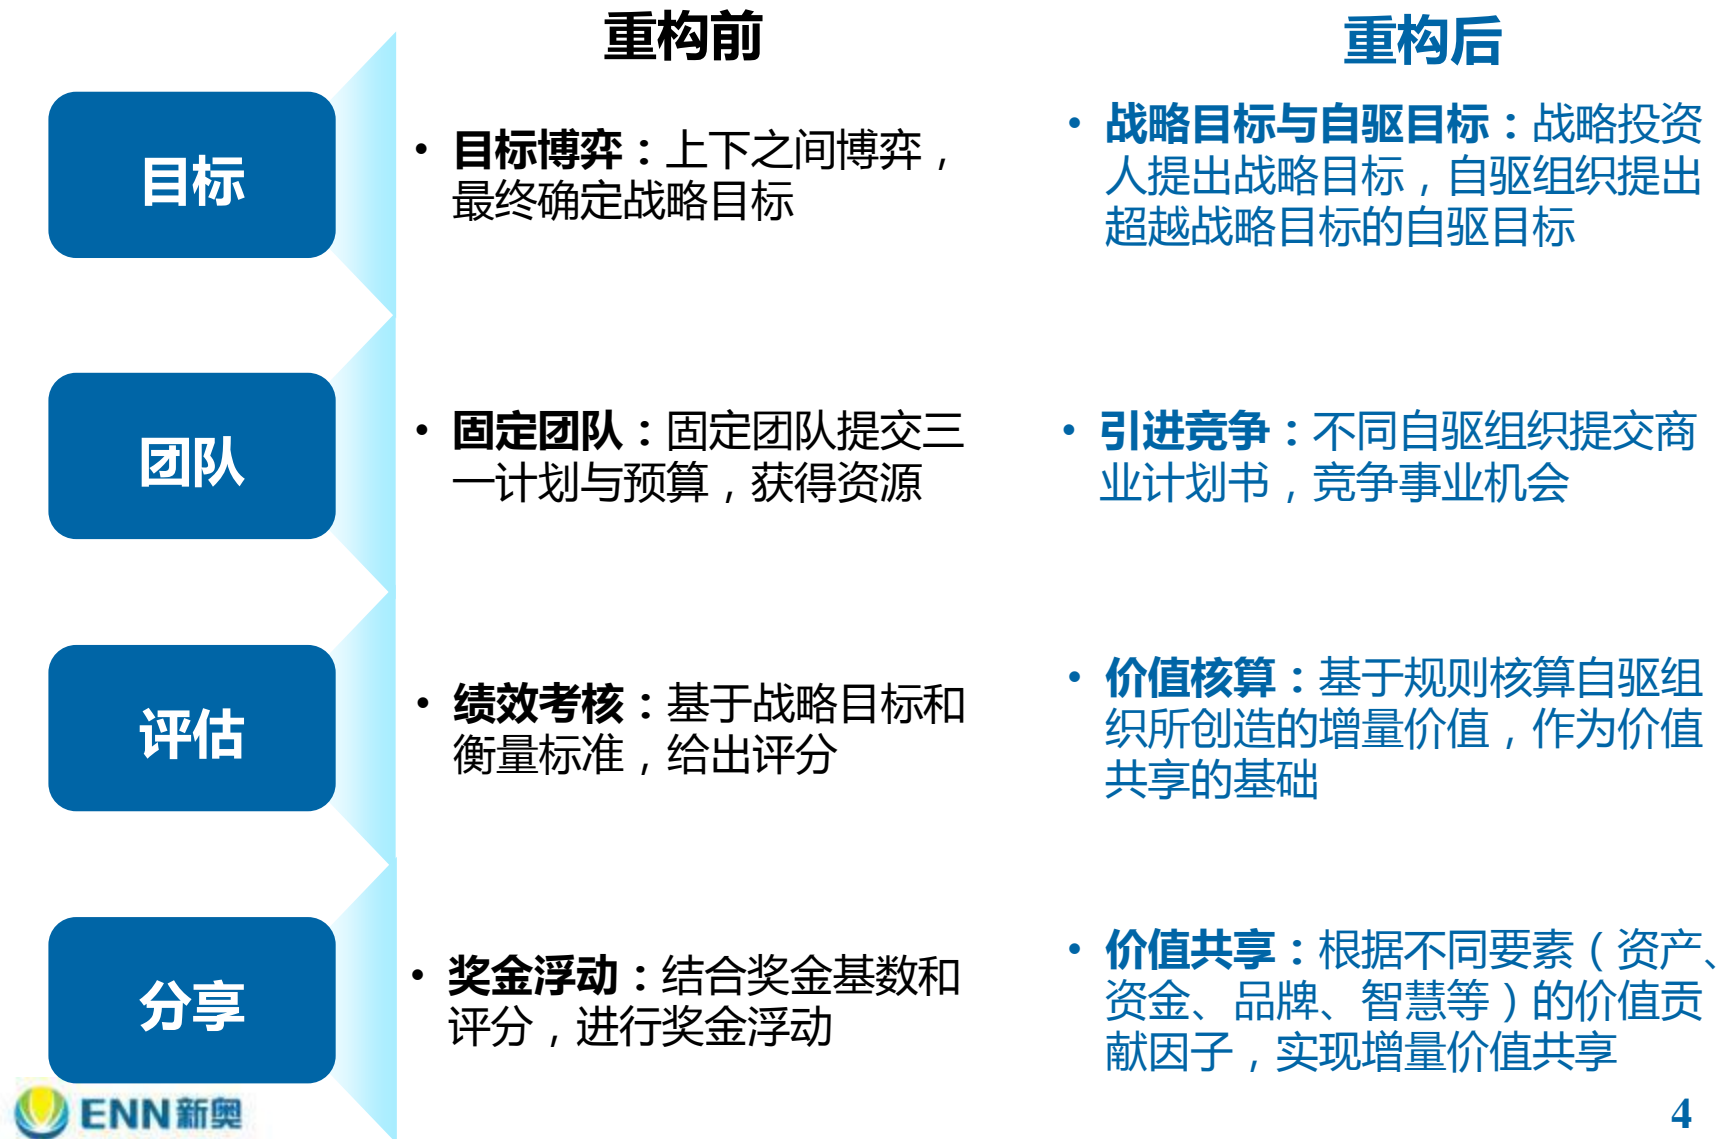 重构前
重构后
目标
• 目标博弈：上下之间博弈，
最终确定战略目标
• 战略目标与自驱目标：战略投资
人提出战略目标，自驱组织提出
超越战略目标的自驱目标
团队
• 固定团队：固定团队提交三
一计划与预算，获得资源
• 引进竞争：不同自驱组织提交商
业计划书，竞争事业机会
评估
• 绩效考核：基于战略目标和
衡量标准，给出评分
• 价值核算：基于规则核算自驱组
织所创造的增量价值，作为价值
共享的基础
分享
• 奖金浮动：结合奖金基数和
评分，进行奖金浮动
• 价值共享：根据不同要素（资产、
资金、品牌、智慧等）的价值贡
献因子，实现增量价值共享
ENN新奥
4